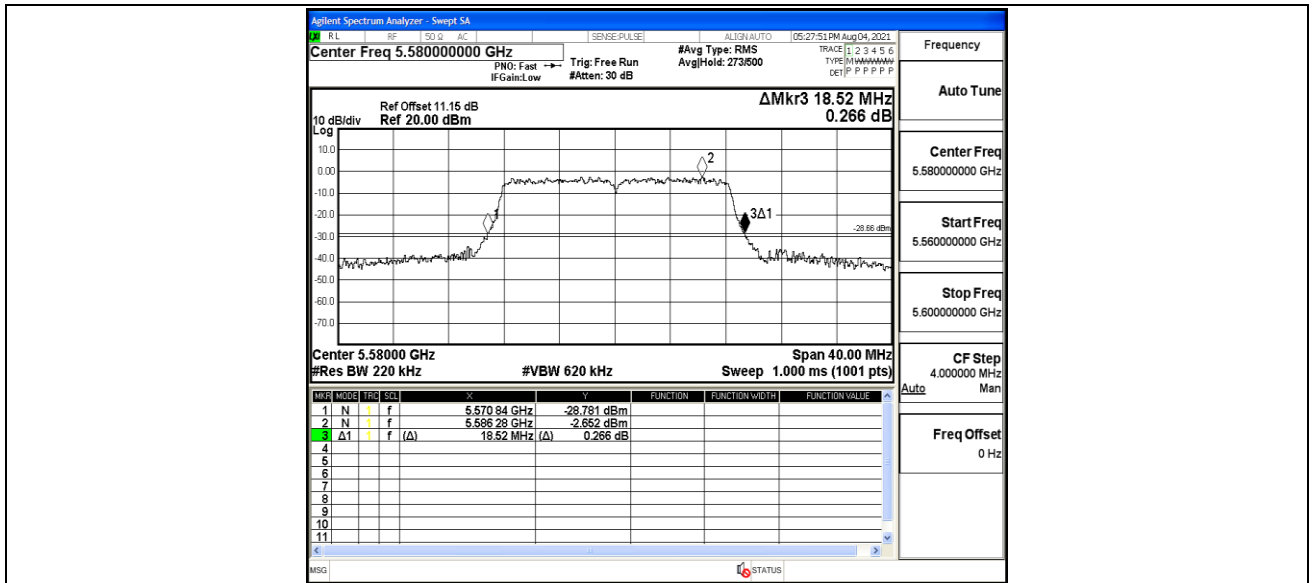 Agilent Spectrum Analyzer - Swept SA
RL RF 50 Ω AC SENSE:PULSE ALIGN AUTO 05:27:51 PM Aug 04, 2021
Center Freq 5.580000000 GHz
PNO: Fast
IFGain:Low
Trig: Free Run
#Atten: 30 dB
#Avg Type: RMS
Avg|Hold: 273/500
TRACE 1 2 3 4 5 6
TYPE M
DET P P P P P P
Ref Offset 11.15 dB
10 dB/div Ref 20.00 dBm
Log
ΔMkr3 18.52 MHz
0.266 dB
10.0
0.00
-10.0
-20.0
-30.0
-40.0
-50.0
-60.0
-70.0
1
2
3Δ1
-28.66 dBm
Center 5.58000 GHz Span 40.00 MHz
#Res BW 220 kHz #VBW 620 kHz Sweep 1.000 ms (1001 pts)
MKR MODE TRC SCL X Y FUNCTION FUNCTION WIDTH FUNCTION VALUE
1 N 1 f 5.570 84 GHz -28.781 dBm
2 N 1 f 5.586 28 GHz -2.652 dBm
3 Δ1 1 f (Δ) 18.52 MHz (Δ) 0.266 dB
4
5
6
7
8
9
10
11
MSG STATUS
Frequency
Auto Tune
Center Freq
5.580000000 GHz
Start Freq
5.560000000 GHz
Stop Freq
5.600000000 GHz
CF Step
4.000000 MHz
Auto Man
Freq Offset
0 Hz